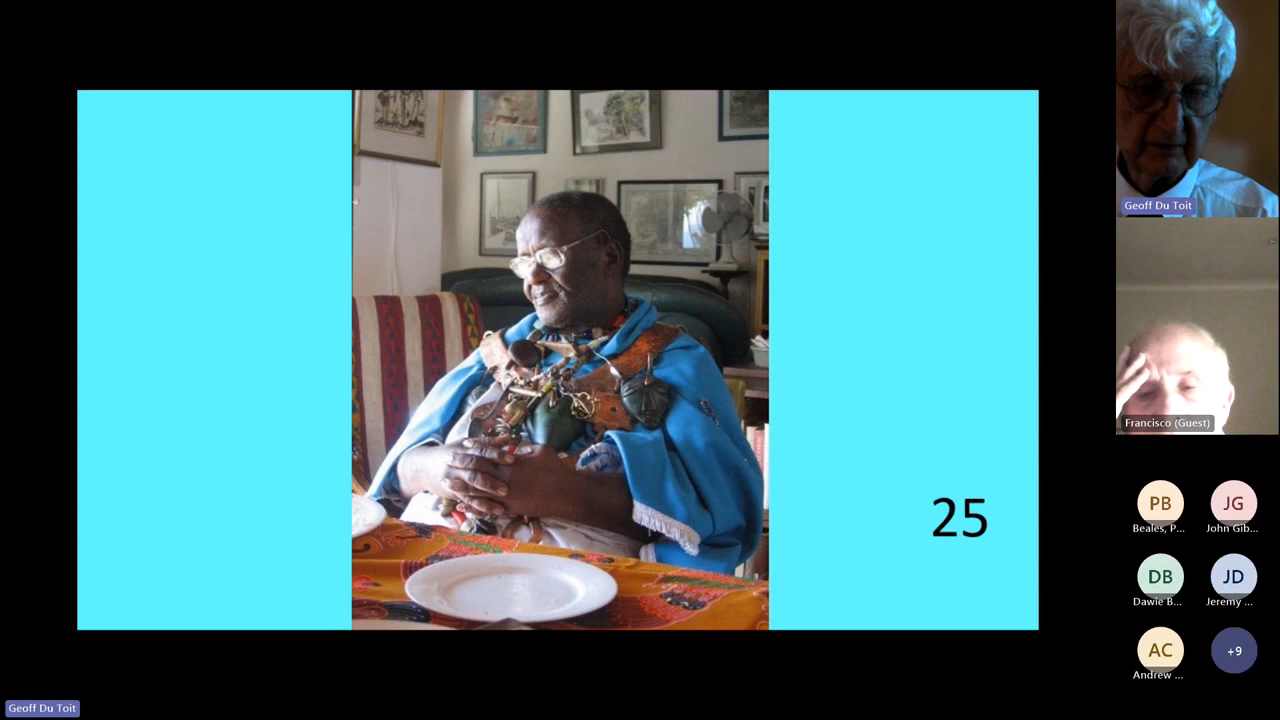 25
Geoff Du Toit
Francisco (Guest)
PB
JG
Beales, P...
John Gib...
DB
JD
Dawie B...
Jeremy ...
AC
+9
Andrew ...
Geoff Du Toit